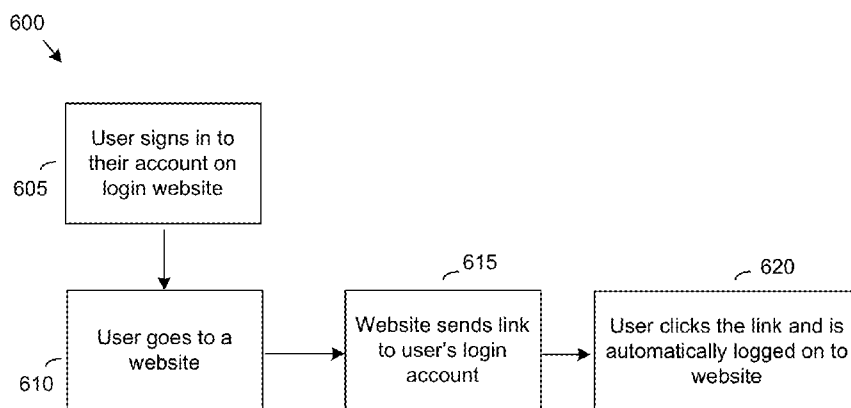 600
User signs in to
their account on
login website
605
User goes to a
website
610
615
Website sends link
to user's login
account
620
User clicks the link and is
automatically logged on to
website